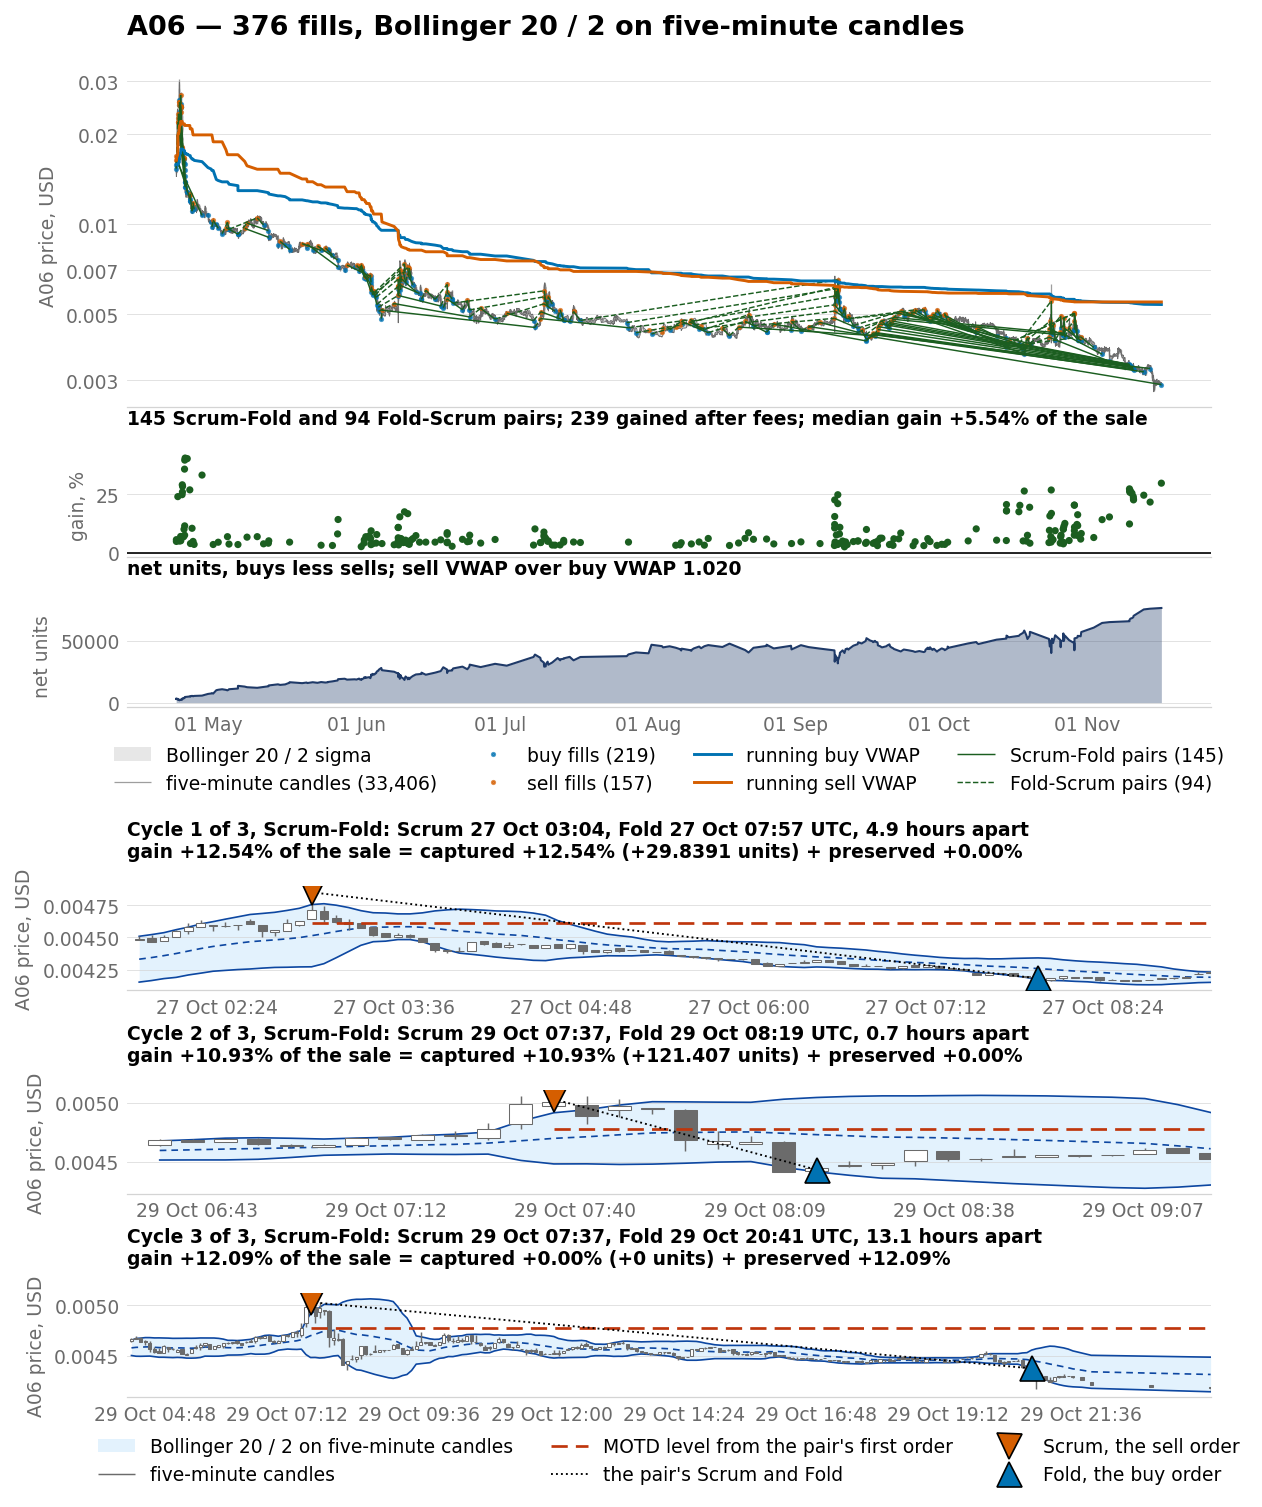 A06 — 376 fills, Bollinger 20 / 2 on five-minute candles
A06 price, USD
0.03
0.02
0.01
0.007
0.005
0.003
145 Scrum-Fold and 94 Fold-Scrum pairs; 239 gained after fees; median gain +5.54% of the sale
gain, %
25
0
net units, buys less sells; sell VWAP over buy VWAP 1.020
net units
50000
0
01 May 01 Jun 01 Jul 01 Aug 01 Sep 01 Oct 01 Nov
Bollinger 20 / 2 sigma buy fills (219) running buy VWAP Scrum-Fold pairs (145)
five-minute candles (33,406) sell fills (157) running sell VWAP Fold-Scrum pairs (94)
Cycle 1 of 3, Scrum-Fold: Scrum 27 Oct 03:04, Fold 27 Oct 07:57 UTC, 4.9 hours apart
gain +12.54% of the sale = captured +12.54% (+29.8391 units) + preserved +0.00%
A06 price, USD
0.00475
0.00450
0.00425
27 Oct 02:24 27 Oct 03:36 27 Oct 04:48 27 Oct 06:00 27 Oct 07:12 27 Oct 08:24
Cycle 2 of 3, Scrum-Fold: Scrum 29 Oct 07:37, Fold 29 Oct 08:19 UTC, 0.7 hours apart
gain +10.93% of the sale = captured +10.93% (+121.407 units) + preserved +0.00%
A06 price, USD
0.0050
0.0045
29 Oct 06:43 29 Oct 07:12 29 Oct 07:40 29 Oct 08:09 29 Oct 08:38 29 Oct 09:07
Cycle 3 of 3, Scrum-Fold: Scrum 29 Oct 07:37, Fold 29 Oct 20:41 UTC, 13.1 hours apart
gain +12.09% of the sale = captured +0.00% (+0 units) + preserved +12.09%
A06 price, USD
0.0050
0.0045
29 Oct 04:48 29 Oct 07:12 29 Oct 09:36 29 Oct 12:00 29 Oct 14:24 29 Oct 16:48 29 Oct 19:12 29 Oct 21:36
Bollinger 20 / 2 on five-minute candles MOTD level from the pair's first order Scrum, the sell order
five-minute candles the pair's Scrum and Fold Fold, the buy order